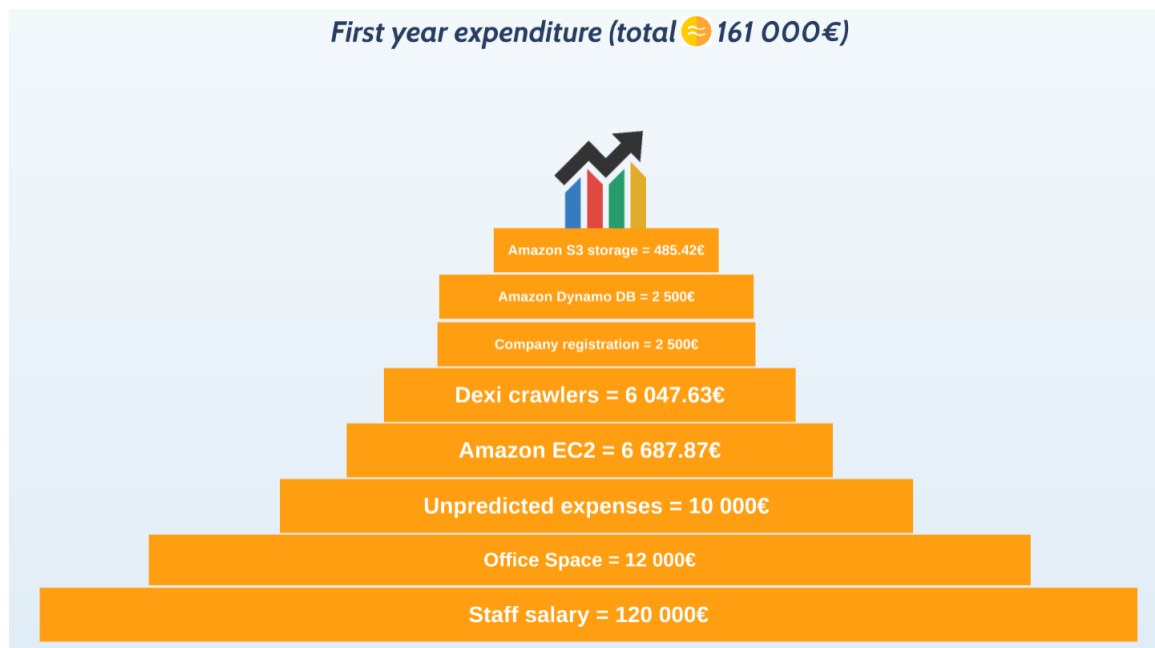 First year expenditure (total ≈ 161 000€)
Amazon S3 storage = 485.42€
Amazon Dynamo DB = 2 500€
Company registration = 2 500€
Dexi crawlers = 6 047.63€
Amazon EC2 = 6 687.87€
Unpredicted expenses = 10 000€
Office Space = 12 000€
Staff salary = 120 000€